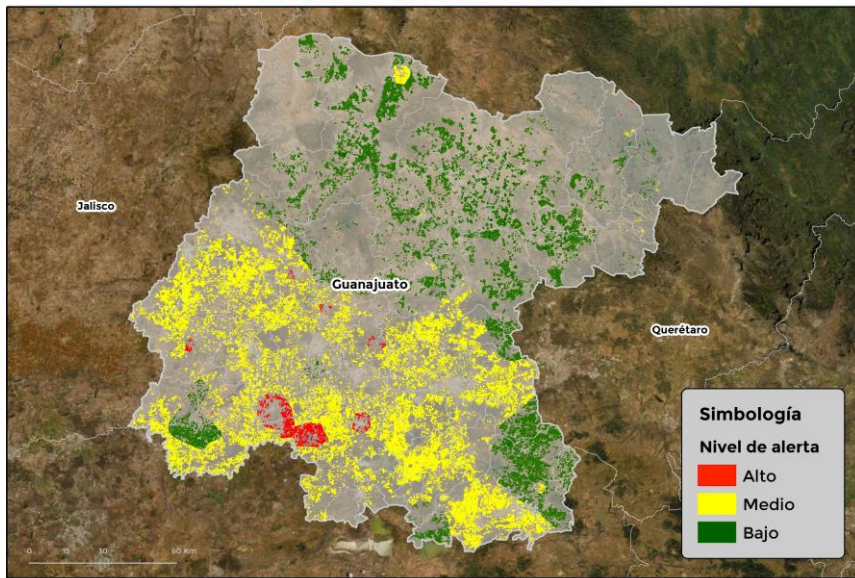 Jalisco
Guanajuato
Querétaro
Simbología
Nivel de alerta
Alto
Medio
Bajo
0 15 30 60 Km